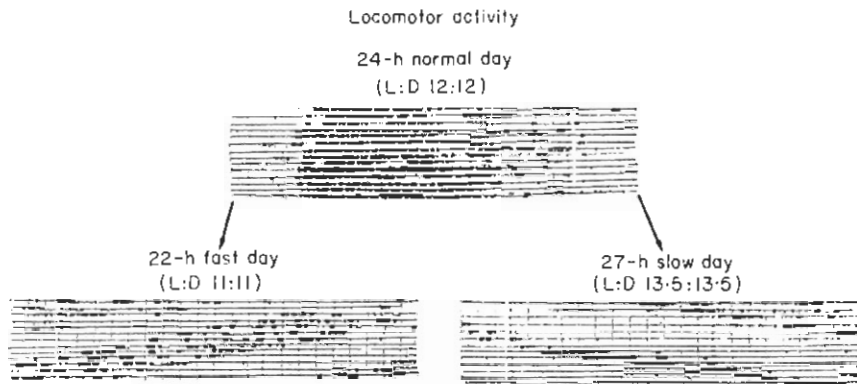 Locomotor activity
24-h normal day
(L:D 12:12)
22-h fast day
(L:D 11:11)
27-h slow day
(L:D 13·5:13·5)